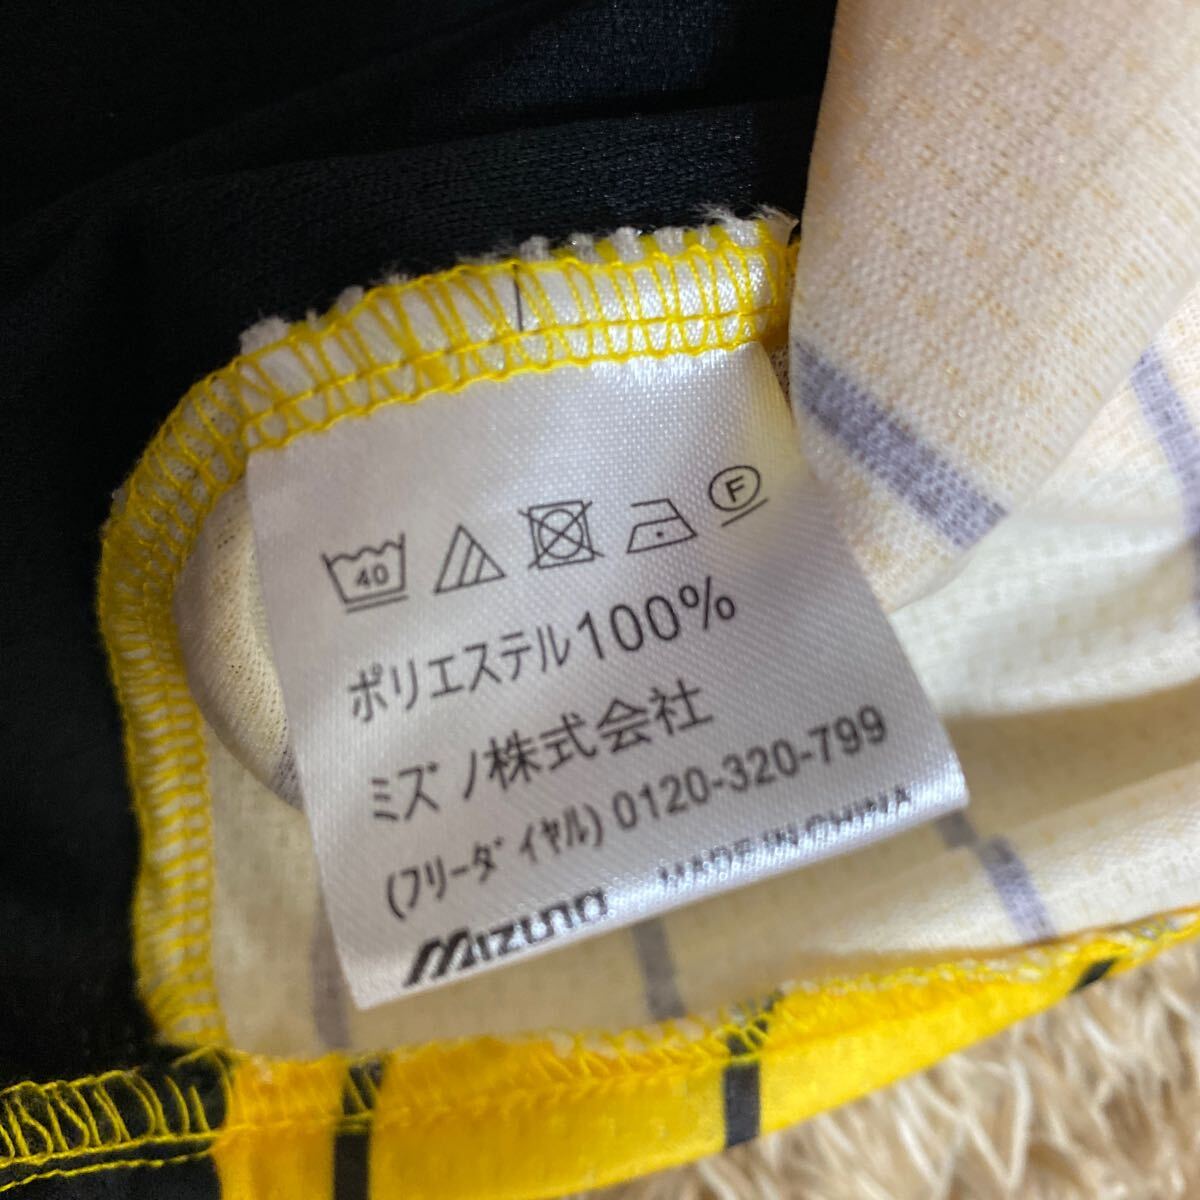 40 F
ポリエステル100%
ミズノ株式会社
(フリーダイヤル) 0120-320-799
Mizuno MADE IN CHINA